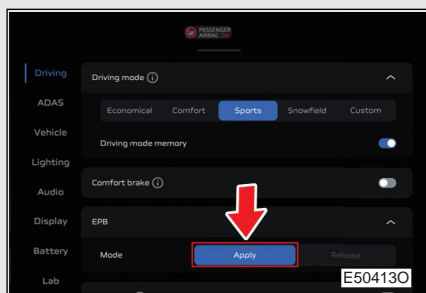 PASSENGER
AIRBAG ON
Driving
Driving mode
ADAS
Economical Comfort Sports Snowfield Custom
Vehicle
Driving mode memory
Lighting
Comfort brake
Audio
Display
EPB
Battery
Mode Apply Release
E50413O
Lab